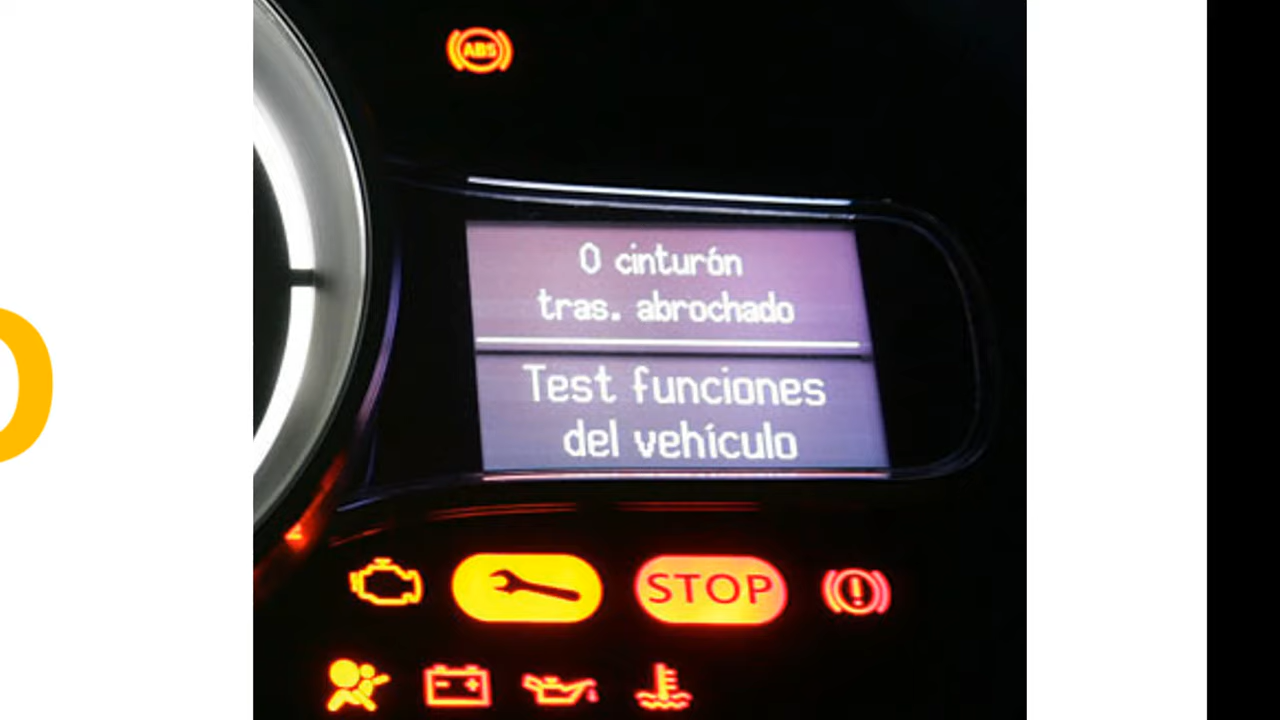 ABS
0 cinturón
tras. abrochado
Test funciones
del vehículo
STOP